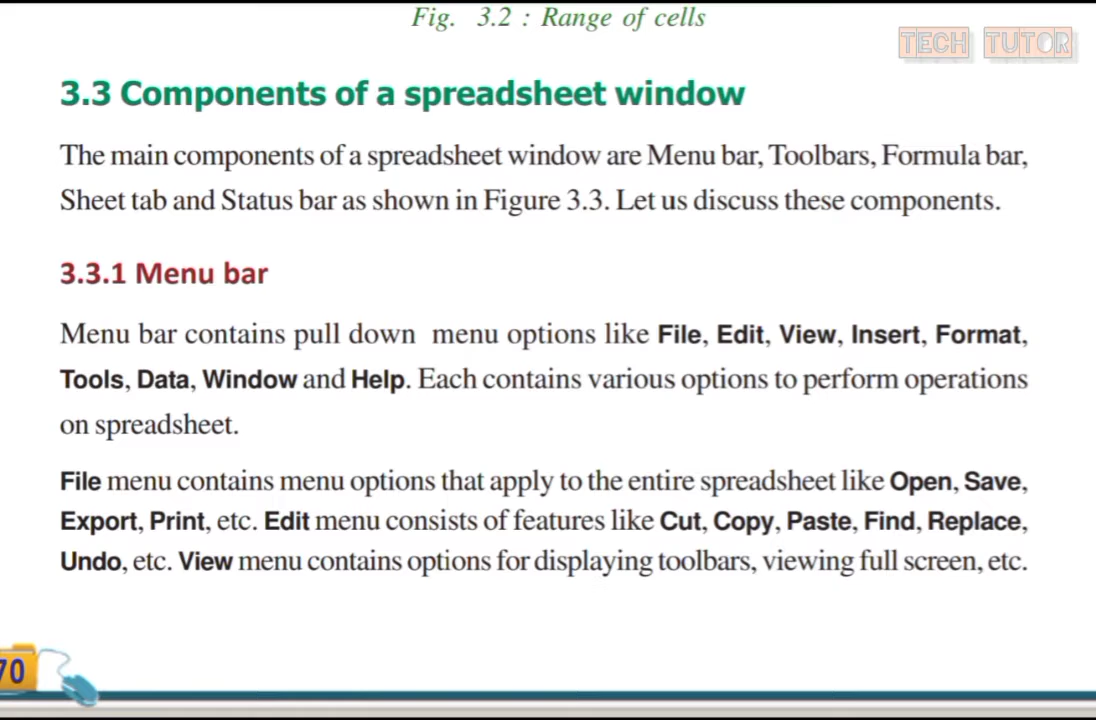 Fig. 3.2 : Range of cells
TECH TUTOR
3.3 Components of a spreadsheet window
The main components of a spreadsheet window are Menu bar, Toolbars, Formula bar,
Sheet tab and Status bar as shown in Figure 3.3. Let us discuss these components.
3.3.1 Menu bar
Menu bar contains pull down menu options like File, Edit, View, Insert, Format,
Tools, Data, Window and Help. Each contains various options to perform operations
on spreadsheet.
File menu contains menu options that apply to the entire spreadsheet like Open, Save,
Export, Print, etc. Edit menu consists of features like Cut, Copy, Paste, Find, Replace,
Undo, etc. View menu contains options for displaying toolbars, viewing full screen, etc.
70